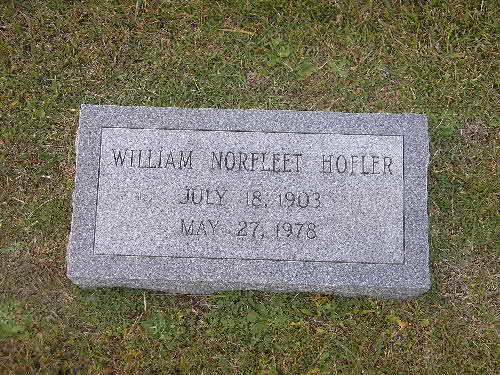 WILLIAM NORFLEET HOFLER
JULY 18, 1903
MAY 27, 1978